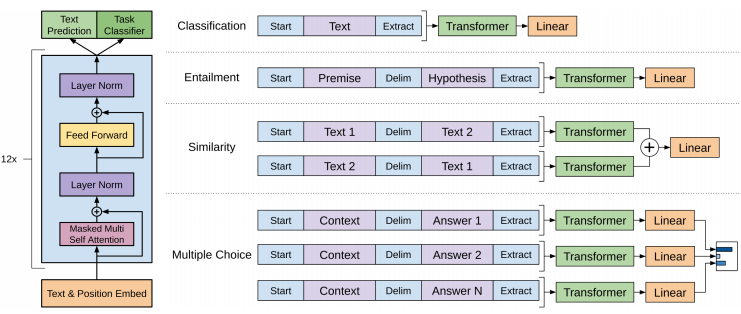 Text
Prediction
Task
Classifier
Layer Norm
+
Feed Forward
12x
Layer Norm
+
Masked Multi
Self Attention
Text & Position Embed
Classification
Start Text Extract Transformer Linear
Entailment
Start Premise Delim Hypothesis Extract Transformer Linear
Similarity
Start Text 1 Delim Text 2 Extract Transformer
+ Linear
Start Text 2 Delim Text 1 Extract Transformer
Multiple Choice
Start Context Delim Answer 1 Extract Transformer Linear
Start Context Delim Answer 2 Extract Transformer Linear
Start Context Delim Answer N Extract Transformer Linear